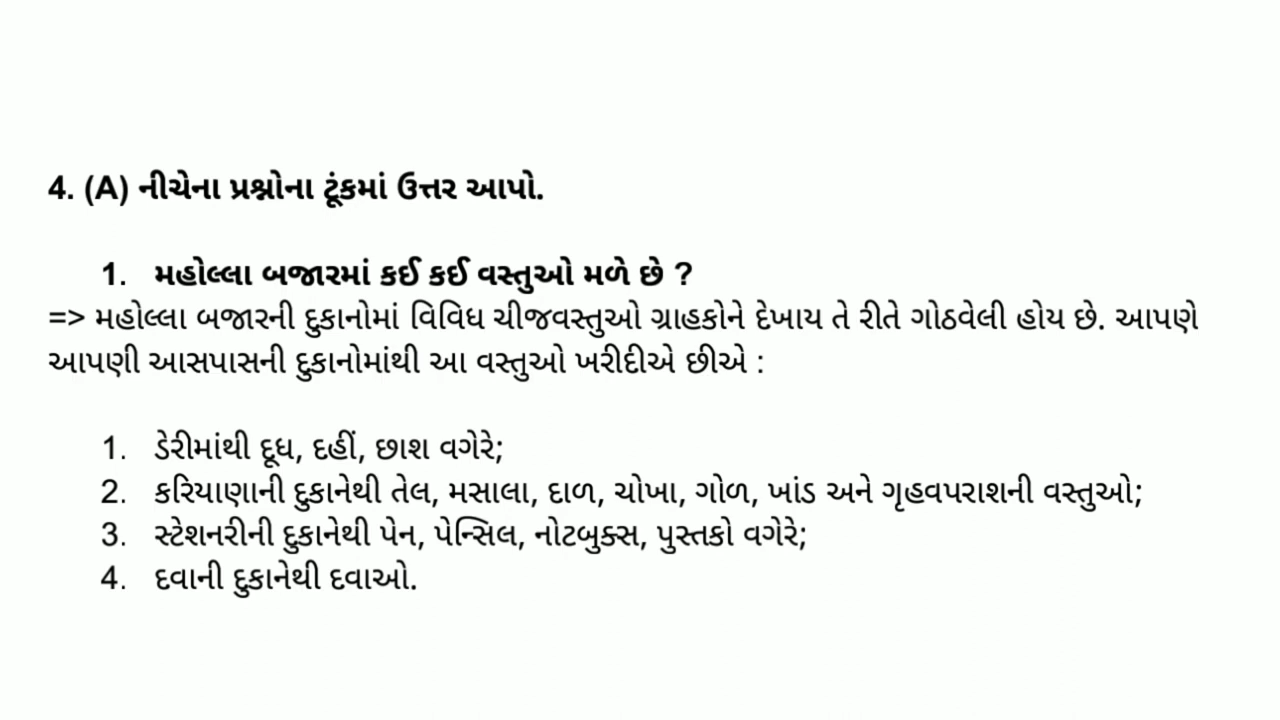 4. (A) નીચેના પ્રશ્નોના ટૂંકમાં ઉત્તર આપો.
1. મહોલ્લા બજારમાં કઈ કઈ વસ્તુઓ મળે છે ?
=> મહોલ્લા બજારની દુકાનોમાં વિવિધ ચીજવસ્તુઓ ગ્રાહકોને દેખાય તે રીતે ગોઠવેલી હોય છે. આપણે
આપણી આસપાસની દુકાનોમાંથી આ વસ્તુઓ ખરીદીએ છીએ :
1. ડેરીમાંથી દૂધ, દહીં, છાશ વગેરે;
2. કરિયાણાની દુકાનેથી તેલ, મસાલા, દાળ, ચોખા, ગોળ, ખાંડ અને ગૃહવપરાશની વસ્તુઓ;
3. સ્ટેશનરીની દુકાનેથી પેન, પેન્સિલ, નોટબુક્સ, પુસ્તકો વગેરે;
4. દવાની દુકાનેથી દવાઓ.